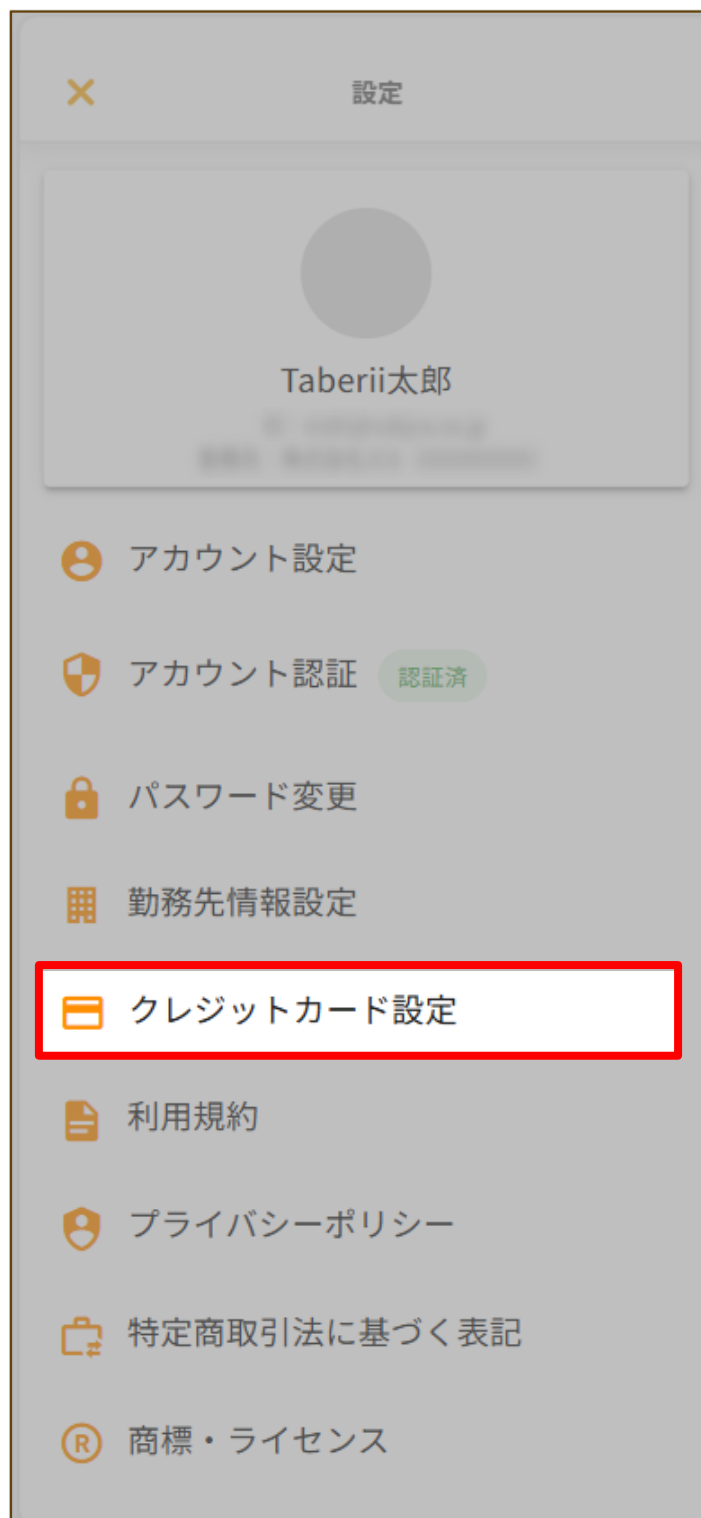 設定
Taberii太郎
アカウント設定
アカウント認証 認証済
パスワード変更
勤務先情報設定
クレジットカード設定
利用規約
プライバシーポリシー
特定商取引法に基づく表記
商標・ライセンス